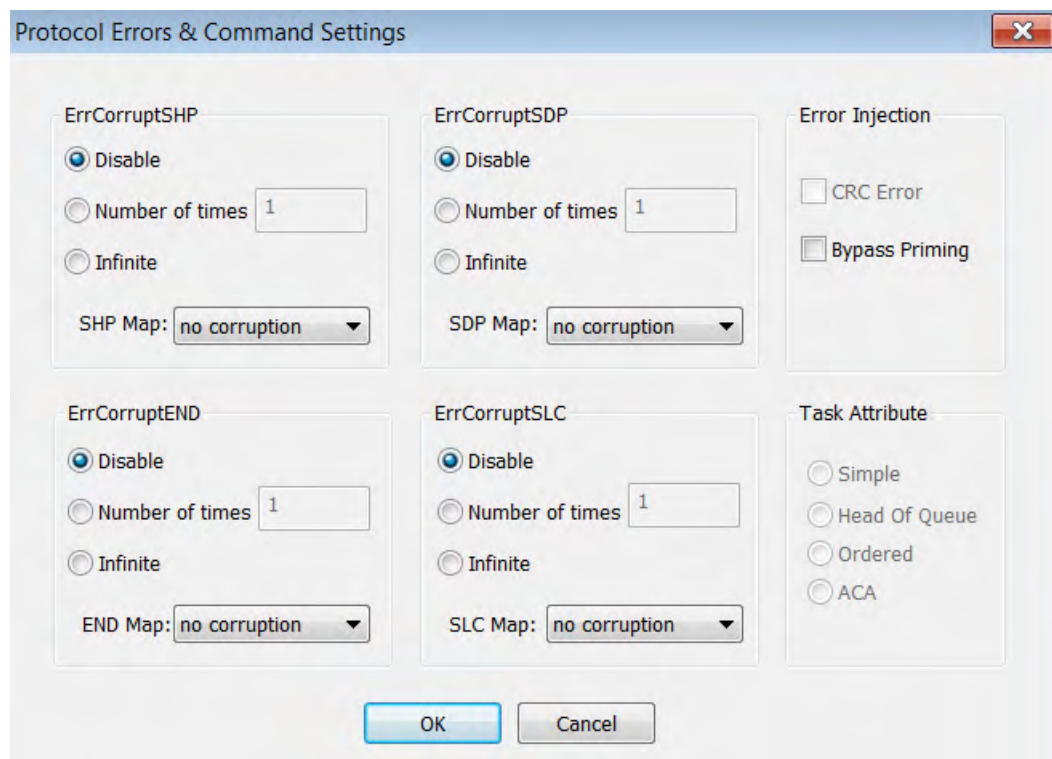 Protocol Errors & Command Settings
ErrCorruptSHP
Disable
Number of times 1
Infinite
SHP Map: no corruption
ErrCorruptSDP
Disable
Number of times 1
Infinite
SDP Map: no corruption
Error Injection
CRC Error
Bypass Priming
ErrCorruptEND
Disable
Number of times 1
Infinite
END Map: no corruption
ErrCorruptSLC
Disable
Number of times 1
Infinite
SLC Map: no corruption
Task Attribute
Simple
Head Of Queue
Ordered
ACA
OK
Cancel